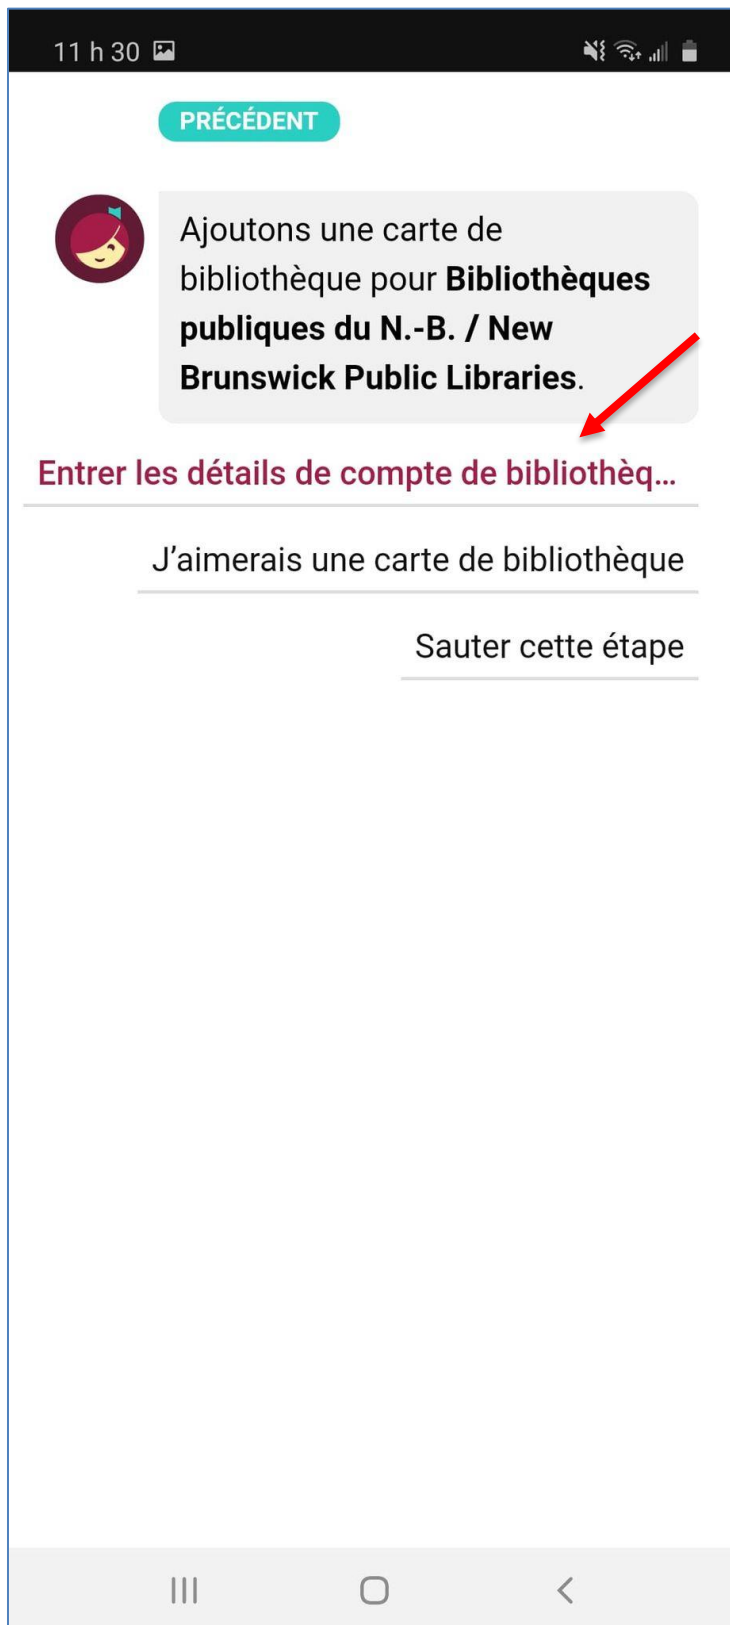 11 h 30
PRÉCÉDENT
Ajoutons une carte de
bibliothèque pour Bibliothèques
publiques du N.-B. / New
Brunswick Public Libraries.
Entrer les détails de compte de bibliothèq...
J’aimerais une carte de bibliothèque
Sauter cette étape